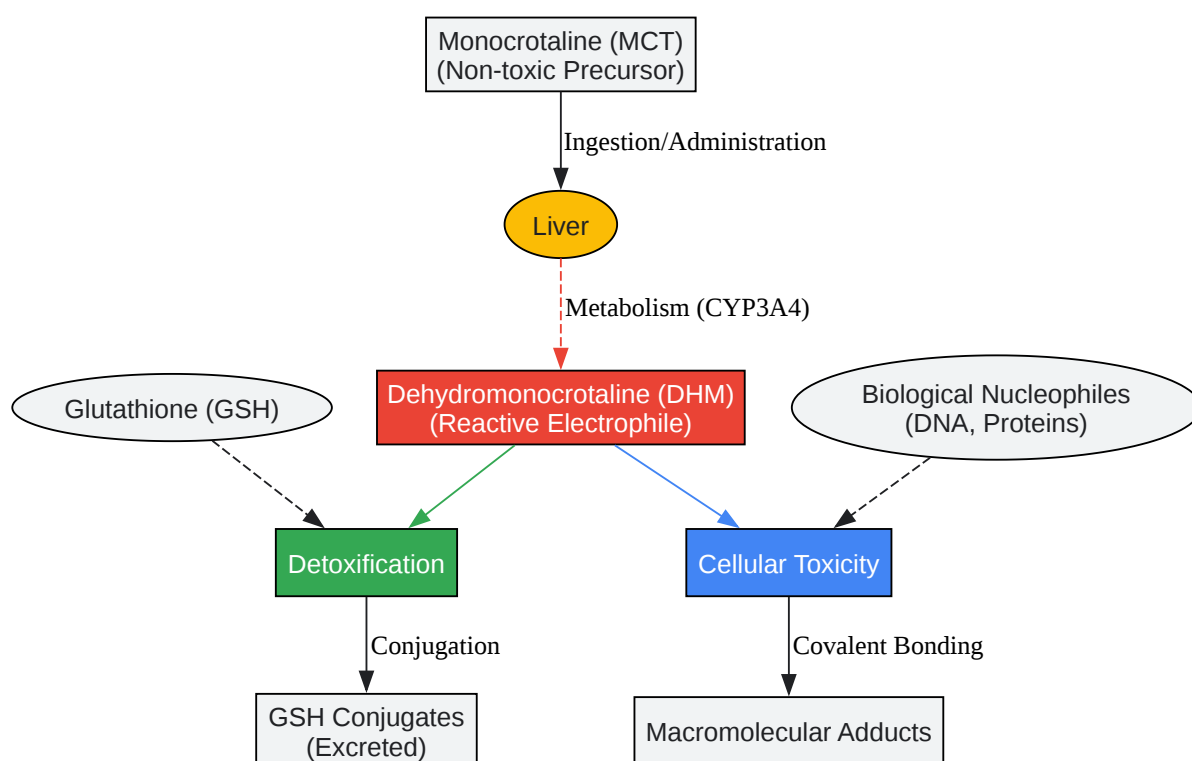 Monocrotaline (MCT)
(Non-toxic Precursor)
Ingestion/Administration
Liver
Metabolism (CYP3A4)
Glutathione (GSH)
Dehydromonocrotaline (DHM)
(Reactive Electrophile)
Biological Nucleophiles
(DNA, Proteins)
Detoxification
Cellular Toxicity
Conjugation
Covalent Bonding
GSH Conjugates
(Excreted)
Macromolecular Adducts